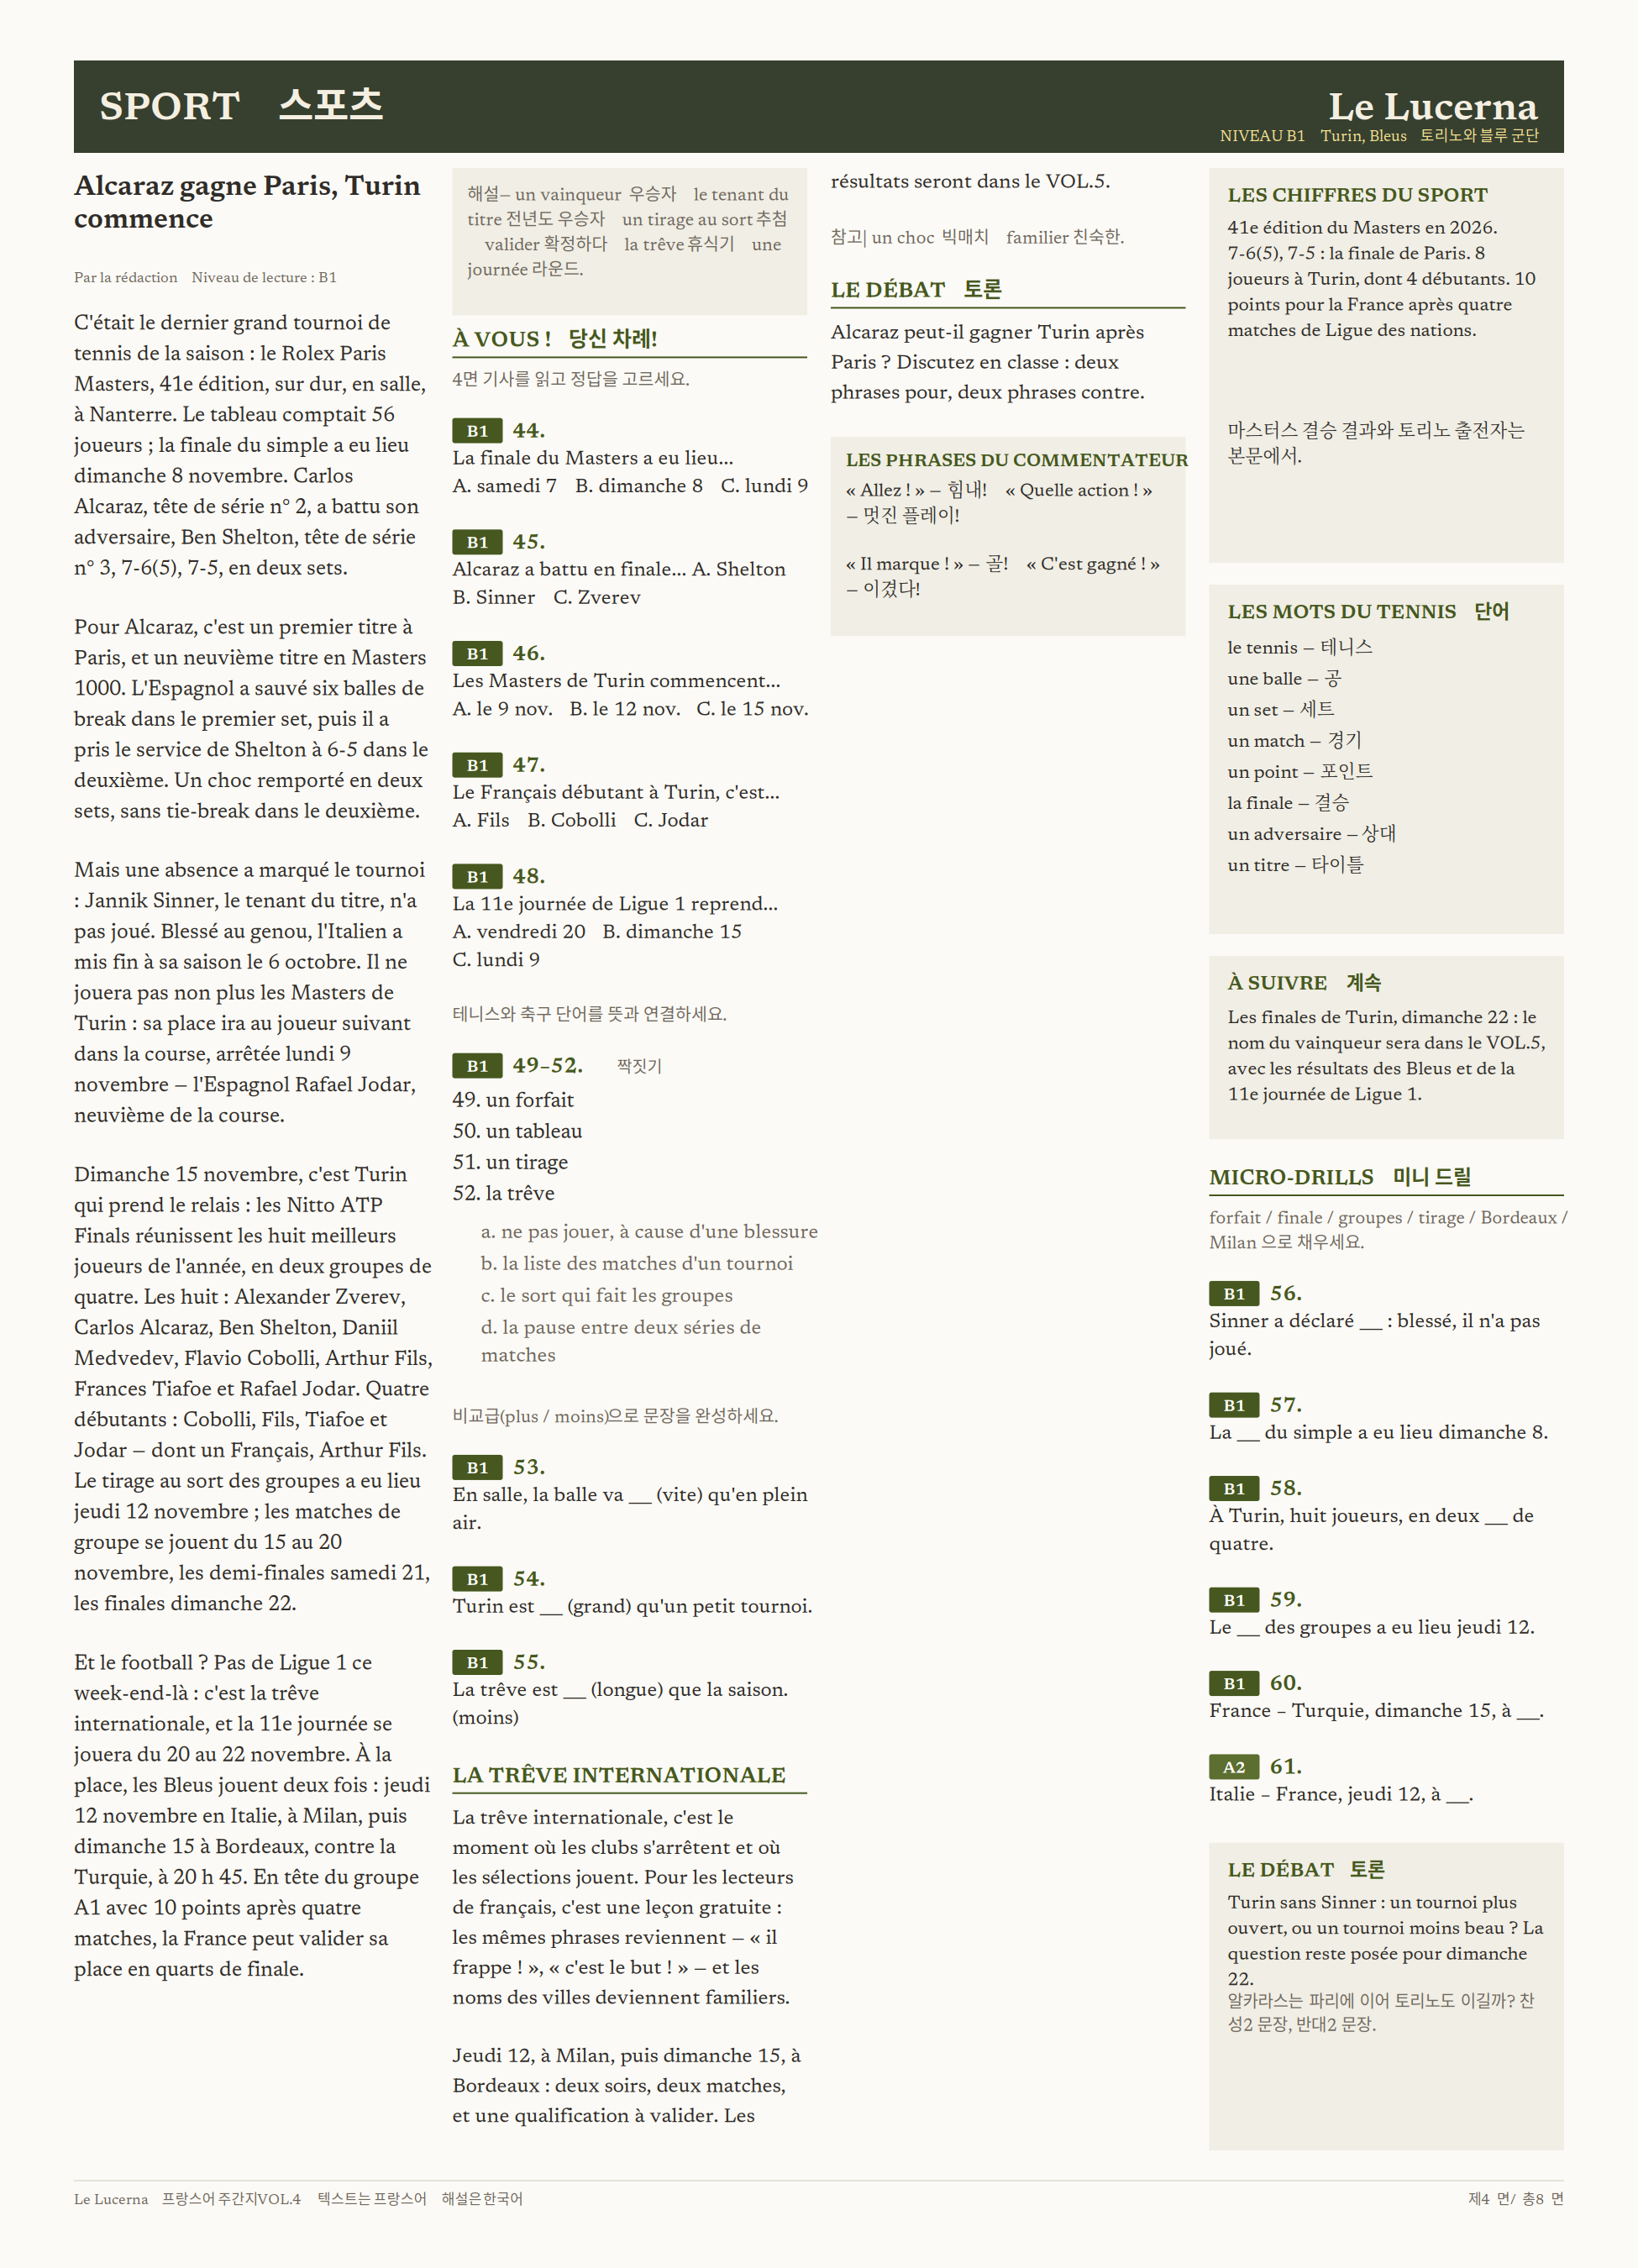 SPORT 스포츠
Le Lucerna
NIVEAU B1 Turin, Bleus 토리노와 블루 군단
Alcaraz gagne Paris, Turin
commence
Par la rédaction Niveau de lecture : B1
C'était le dernier grand tournoi de
tennis de la saison : le Rolex Paris
Masters, 41e édition, sur dur, en salle,
à Nanterre. Le tableau comptait 56
joueurs ; la finale du simple a eu lieu
dimanche 8 novembre. Carlos
Alcaraz, tête de série n° 2, a battu son
adversaire, Ben Shelton, tête de série
n° 3, 7-6(5), 7-5, en deux sets.
Pour Alcaraz, c'est un premier titre à
Paris, et un neuvième titre en Masters
1000. L'Espagnol a sauvé six balles de
break dans le premier set, puis il a
pris le service de Shelton à 6-5 dans le
deuxième. Un choc remporté en deux
sets, sans tie-break dans le deuxième.
Mais une absence a marqué le tournoi
: Jannik Sinner, le tenant du titre, n'a
pas joué. Blessé au genou, l'Italien a
mis fin à sa saison le 6 octobre. Il ne
jouera pas non plus les Masters de
Turin : sa place ira au joueur suivant
dans la course, arrêtée lundi 9
novembre – l'Espagnol Rafael Jodar,
neuvième de la course.
Dimanche 15 novembre, c'est Turin
qui prend le relais : les Nitto ATP
Finals réunissent les huit meilleurs
joueurs de l'année, en deux groupes de
quatre. Les huit : Alexander Zverev,
Carlos Alcaraz, Ben Shelton, Daniil
Medvedev, Flavio Cobolli, Arthur Fils,
Frances Tiafoe et Rafael Jodar. Quatre
débutants : Cobolli, Fils, Tiafoe et
Jodar – dont un Français, Arthur Fils.
Le tirage au sort des groupes a eu lieu
jeudi 12 novembre ; les matches de
groupe se jouent du 15 au 20
novembre, les demi-finales samedi 21,
les finales dimanche 22.
Et le football ? Pas de Ligue 1 ce
week-end-là : c'est la trêve
internationale, et la 11e journée se
jouera du 20 au 22 novembre. À la
place, les Bleus jouent deux fois : jeudi
12 novembre en Italie, à Milan, puis
dimanche 15 à Bordeaux, contre la
Turquie, à 20 h 45. En tête du groupe
A1 avec 10 points après quatre
matches, la France peut valider sa
place en quarts de finale.
해설– un vainqueur 우승자 le tenant du
titre 전년도 우승자 un tirage au sort 추첨
valider 확정하다 la trêve 휴식기 une
journée 라운드.
À VOUS ! 당신 차례!
4면 기사를 읽고 정답을 고르세요.
B1 44.
La finale du Masters a eu lieu...
A. samedi 7 B. dimanche 8 C. lundi 9
B1 45.
Alcaraz a battu en finale... A. Shelton
B. Sinner C. Zverev
B1 46.
Les Masters de Turin commencent...
A. le 9 nov. B. le 12 nov. C. le 15 nov.
B1 47.
Le Français débutant à Turin, c'est...
A. Fils B. Cobolli C. Jodar
B1 48.
La 11e journée de Ligue 1 reprend...
A. vendredi 20 B. dimanche 15
C. lundi 9
테니스와 축구 단어를 뜻과 연결하세요.
B1 49–52. 짝짓기
49. un forfait
50. un tableau
51. un tirage
52. la trêve
a. ne pas jouer, à cause d'une blessure
b. la liste des matches d'un tournoi
c. le sort qui fait les groupes
d. la pause entre deux séries de
matches
비교급(plus / moins)으로 문장을 완성하세요.
B1 53.
En salle, la balle va ___ (vite) qu'en plein
air.
B1 54.
Turin est ___ (grand) qu'un petit tournoi.
B1 55.
La trêve est ___ (longue) que la saison.
(moins)
LA TRÊVE INTERNATIONALE
La trêve internationale, c'est le
moment où les clubs s'arrêtent et où
les sélections jouent. Pour les lecteurs
de français, c'est une leçon gratuite :
les mêmes phrases reviennent – « il
frappe ! », « c'est le but ! » – et les
noms des villes deviennent familiers.
Jeudi 12, à Milan, puis dimanche 15, à
Bordeaux : deux soirs, deux matches,
et une qualification à valider. Les
résultats seront dans le VOL.5.
참고| un choc 빅매치 familier 친숙한.
LE DÉBAT 토론
Alcaraz peut-il gagner Turin après
Paris ? Discutez en classe : deux
phrases pour, deux phrases contre.
LES PHRASES DU COMMENTATEUR
« Allez ! » – 힘내! « Quelle action ! »
– 멋진 플레이!
« Il marque ! » – 골! « C'est gagné ! »
– 이겼다!
LES CHIFFRES DU SPORT
41e édition du Masters en 2026.
7-6(5), 7-5 : la finale de Paris. 8
joueurs à Turin, dont 4 débutants. 10
points pour la France après quatre
matches de Ligue des nations.
마스터스 결승 결과와 토리노 출전자는
본문에서.
LES MOTS DU TENNIS 단어
le tennis – 테니스
une balle – 공
un set – 세트
un match – 경기
un point – 포인트
la finale – 결승
un adversaire – 상대
un titre – 타이틀
À SUIVRE 계속
Les finales de Turin, dimanche 22 : le
nom du vainqueur sera dans le VOL.5,
avec les résultats des Bleus et de la
11e journée de Ligue 1.
MICRO-DRILLS 미니 드릴
forfait / finale / groupes / tirage / Bordeaux /
Milan 으로 채우세요.
B1 56.
Sinner a déclaré ___ : blessé, il n'a pas
joué.
B1 57.
La ___ du simple a eu lieu dimanche 8.
B1 58.
À Turin, huit joueurs, en deux ___ de
quatre.
B1 59.
Le ___ des groupes a eu lieu jeudi 12.
B1 60.
France – Turquie, dimanche 15, à ___.
A2 61.
Italie – France, jeudi 12, à ___.
LE DÉBAT 토론
Turin sans Sinner : un tournoi plus
ouvert, ou un tournoi moins beau ? La
question reste posée pour dimanche
22.
알카라스는 파리에 이어 토리노도 이길까? 찬
성2 문장, 반대2 문장.
Le Lucerna 프랑스어 주간지VOL.4 텍스트는 프랑스어 해설은한국어
제4 면/ 총8 면